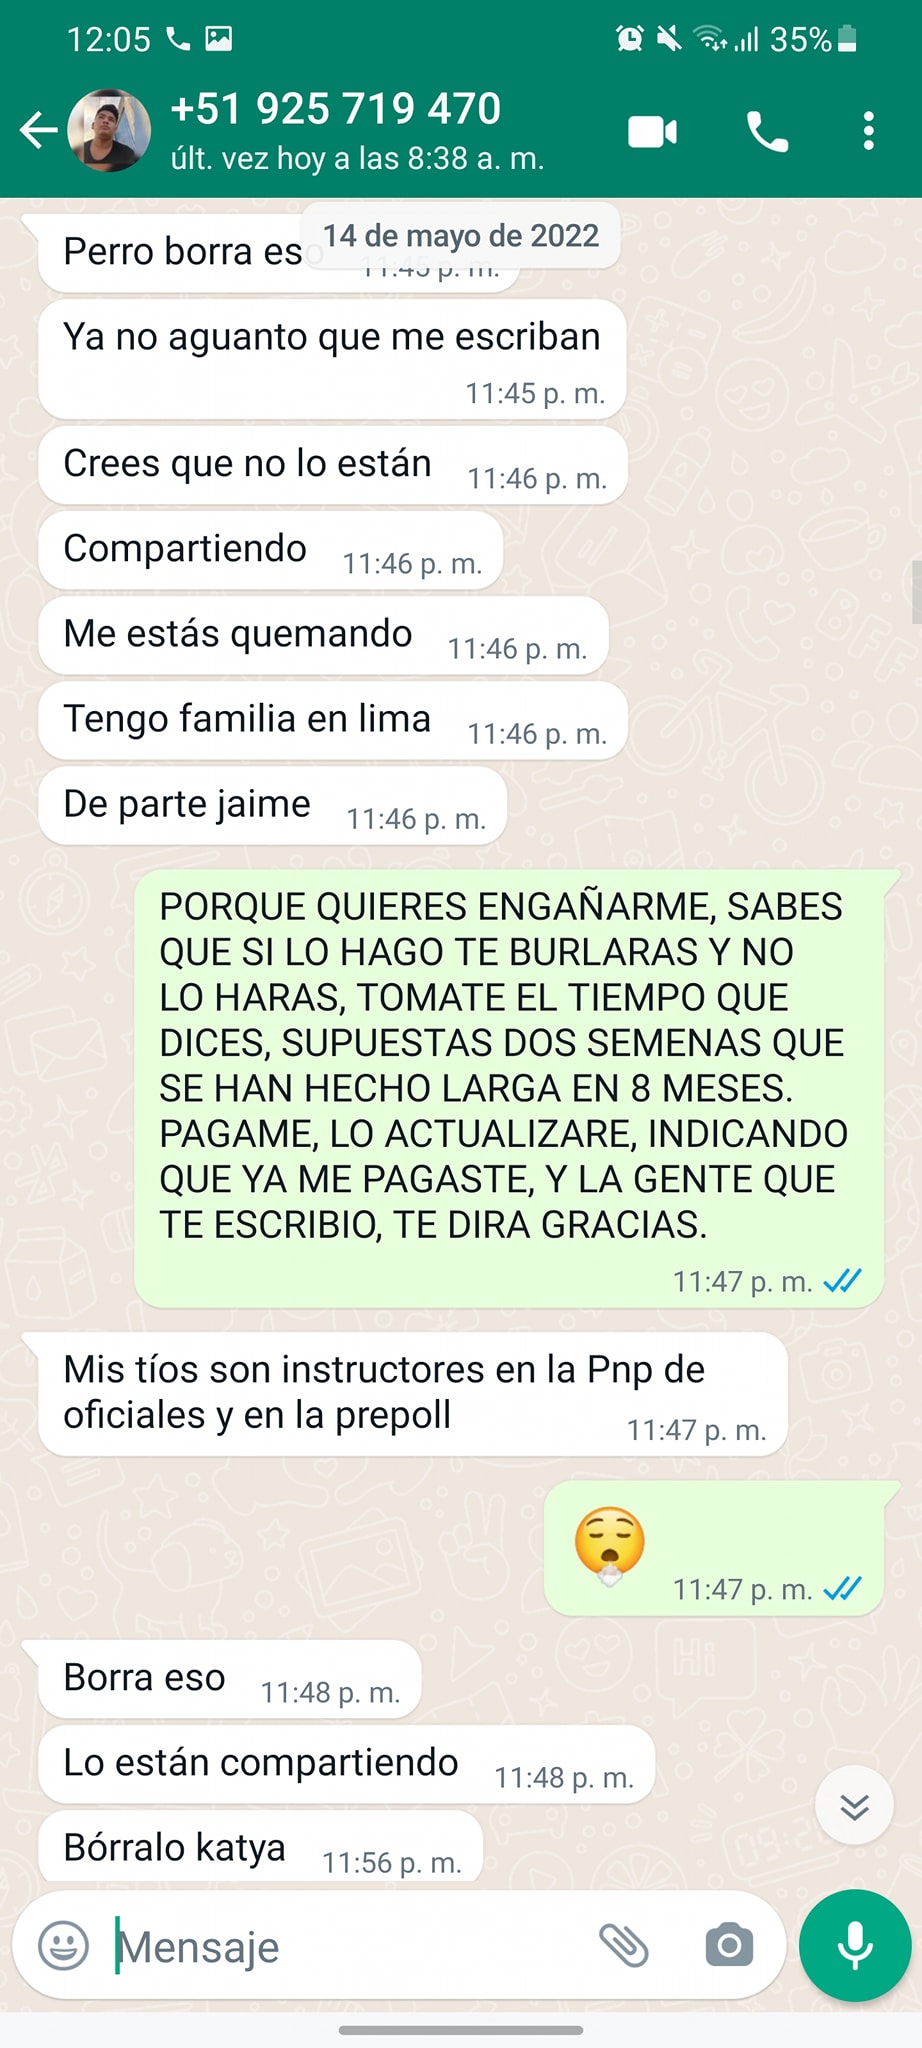 12:05
35%
+51 925 719 470
últ. vez hoy a las 8:38 a. m.
14 de mayo de 2022
Perro borra eso
11:45 p. m.
Ya no aguanto que me escriban
11:45 p. m.
Crees que no lo están 11:46 p. m.
Compartiendo 11:46 p. m.
Me estás quemando 11:46 p. m.
Tengo familia en lima 11:46 p. m.
De parte jaime 11:46 p. m.
PORQUE QUIERES ENGAÑARME, SABES
QUE SI LO HAGO TE BURLARAS Y NO
LO HARAS, TOMATE EL TIEMPO QUE
DICES, SUPUESTAS DOS SEMENAS QUE
SE HAN HECHO LARGA EN 8 MESES.
PAGAME, LO ACTUALIZARE, INDICANDO
QUE YA ME PAGASTE, Y LA GENTE QUE
TE ESCRIBIO, TE DIRA GRACIAS.
11:47 p. m.
Mis tíos son instructores en la Pnp de
oficiales y en la prepoll 11:47 p. m.
11:47 p. m.
Borra eso 11:48 p. m.
Lo están compartiendo 11:48 p. m.
Bórralo katya 11:56 p. m.
Mensaje